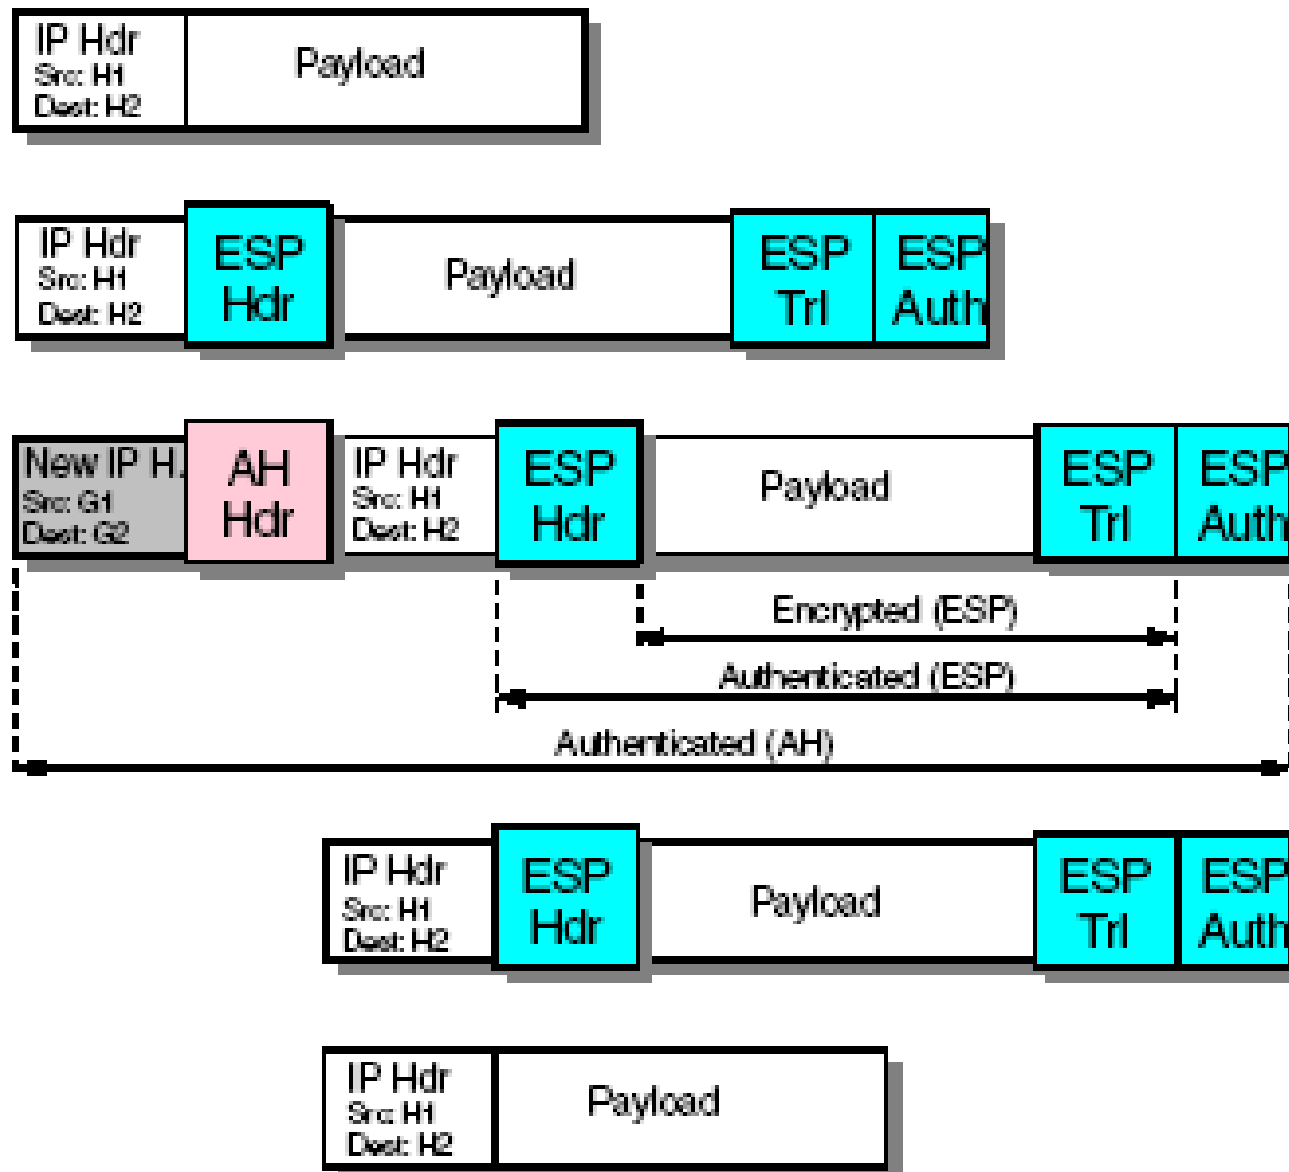 IP Hdr
Src: H1
Dest: H2
Payload
IP Hdr
Src: H1
Dest: H2
ESP
Hdr
Payload
ESP
Trl
ESP
Auth
New IP H.
Src: G1
Dest: G2
AH
Hdr
IP Hdr
Src: H1
Dest: H2
ESP
Hdr
Payload
ESP
Trl
ESP
Auth
Encrypted (ESP)
Authenticated (ESP)
Authenticated (AH)
IP Hdr
Src: H1
Dest: H2
ESP
Hdr
Payload
ESP
Trl
ESP
Auth
IP Hdr
Src: H1
Dest: H2
Payload